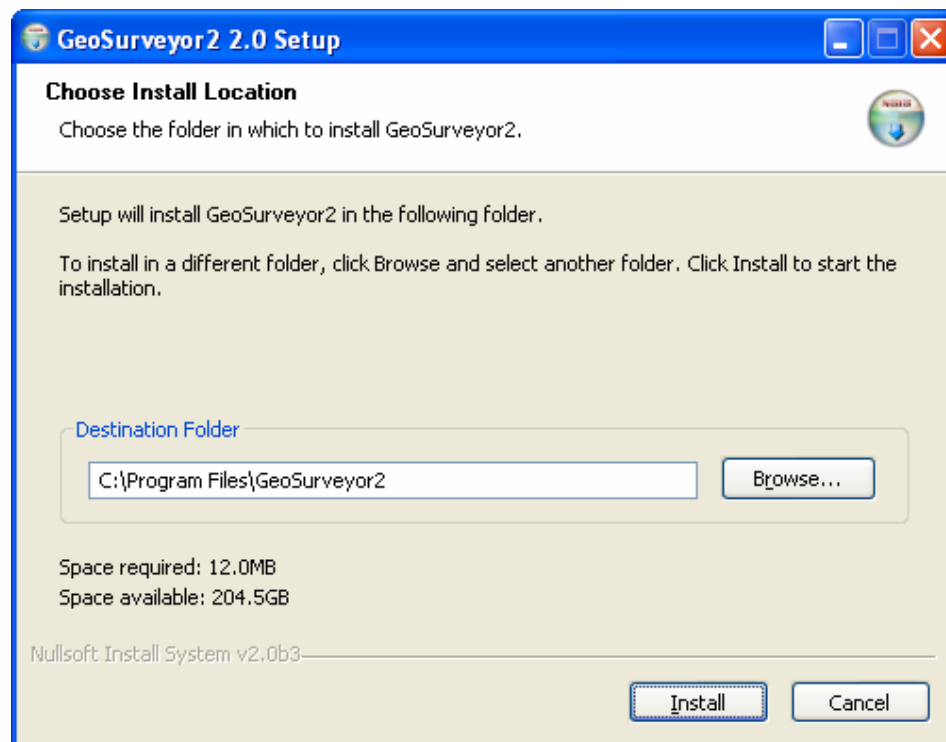 GeoSurveyor2 2.0 Setup
Choose Install Location
Choose the folder in which to install GeoSurveyor2.
Setup will install GeoSurveyor2 in the following folder.
To install in a different folder, click Browse and select another folder. Click Install to start the
installation.
Destination Folder
C:\Program Files\GeoSurveyor2
Browse...
Space required: 12.0MB
Space available: 204.5GB
Nullsoft Install System v2.0b3
Install
Cancel